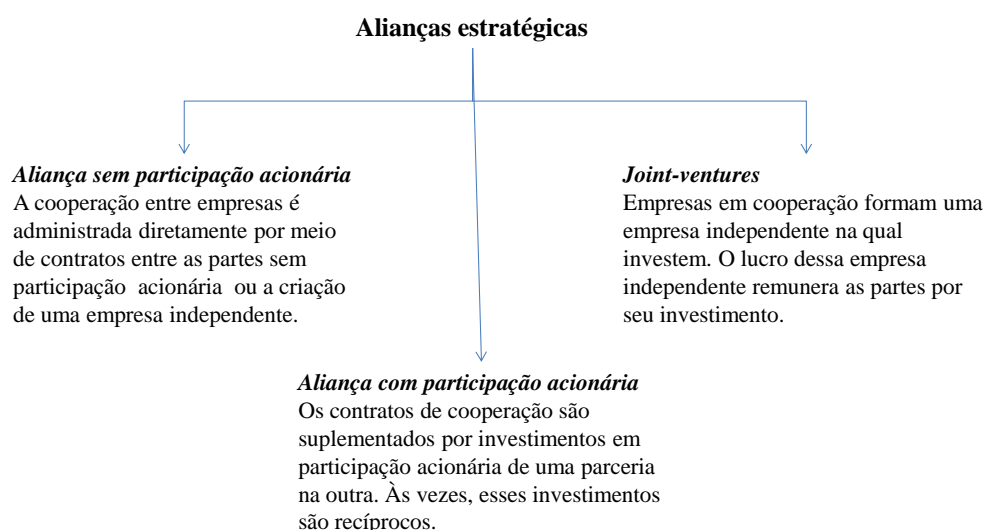 Alianças estratégicas
Aliança sem participação acionária
A cooperação entre empresas é
administrada diretamente por meio
de contratos entre as partes sem
participação acionária ou a criação
de uma empresa independente.
Joint-ventures
Empresas em cooperação formam uma
empresa independente na qual
investem. O lucro dessa empresa
independente remunera as partes por
seu investimento.
Aliança com participação acionária
Os contratos de cooperação são
suplementados por investimentos em
participação acionária de uma parceria
na outra. Às vezes, esses investimentos
são recíprocos.